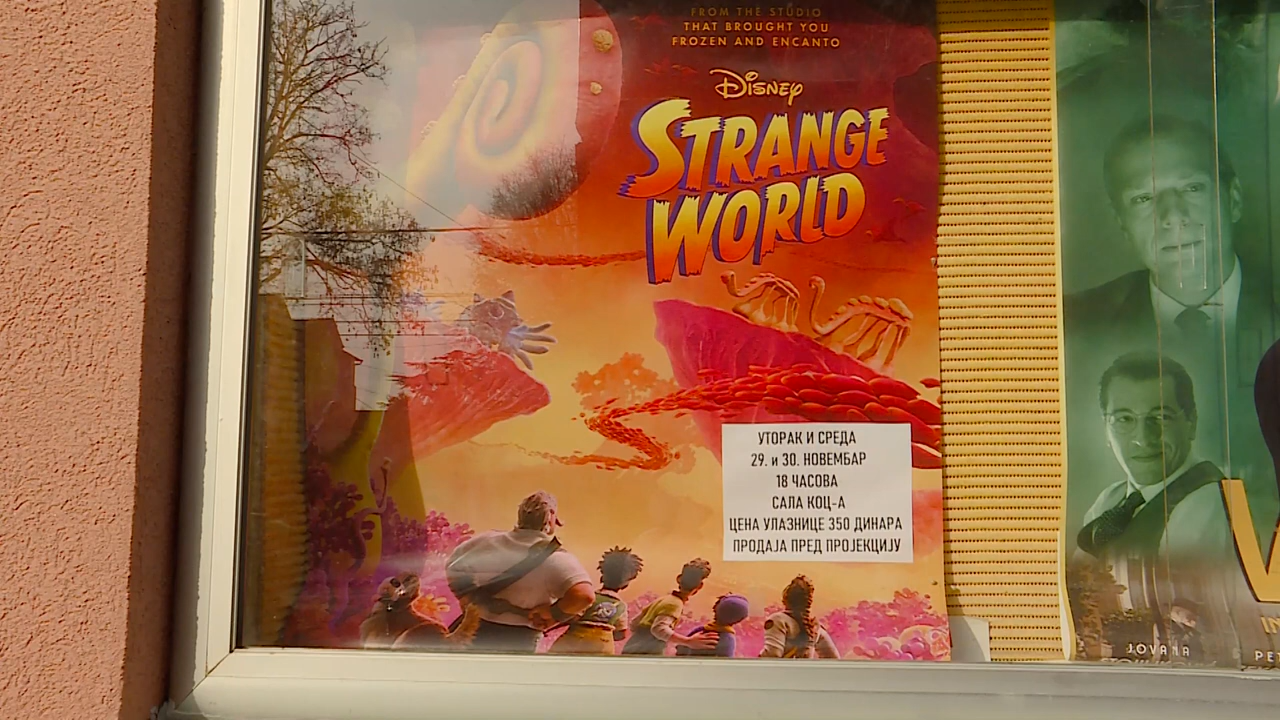 FROM THE STUDIO
THAT BROUGHT YOU
FROZEN AND ENCANTO
DISNEY
STRANGE
WORLD
УТОРАК И СРЕДА
29. и 30. НОВЕМБАР
18 ЧАСОВА
САЛА КОЦ-А
ЦЕНА УЛАЗНИЦЕ 350 ДИНАРА
ПРОДАЈА ПРЕД ПРОЈЕКЦИЈУ
JOVANA